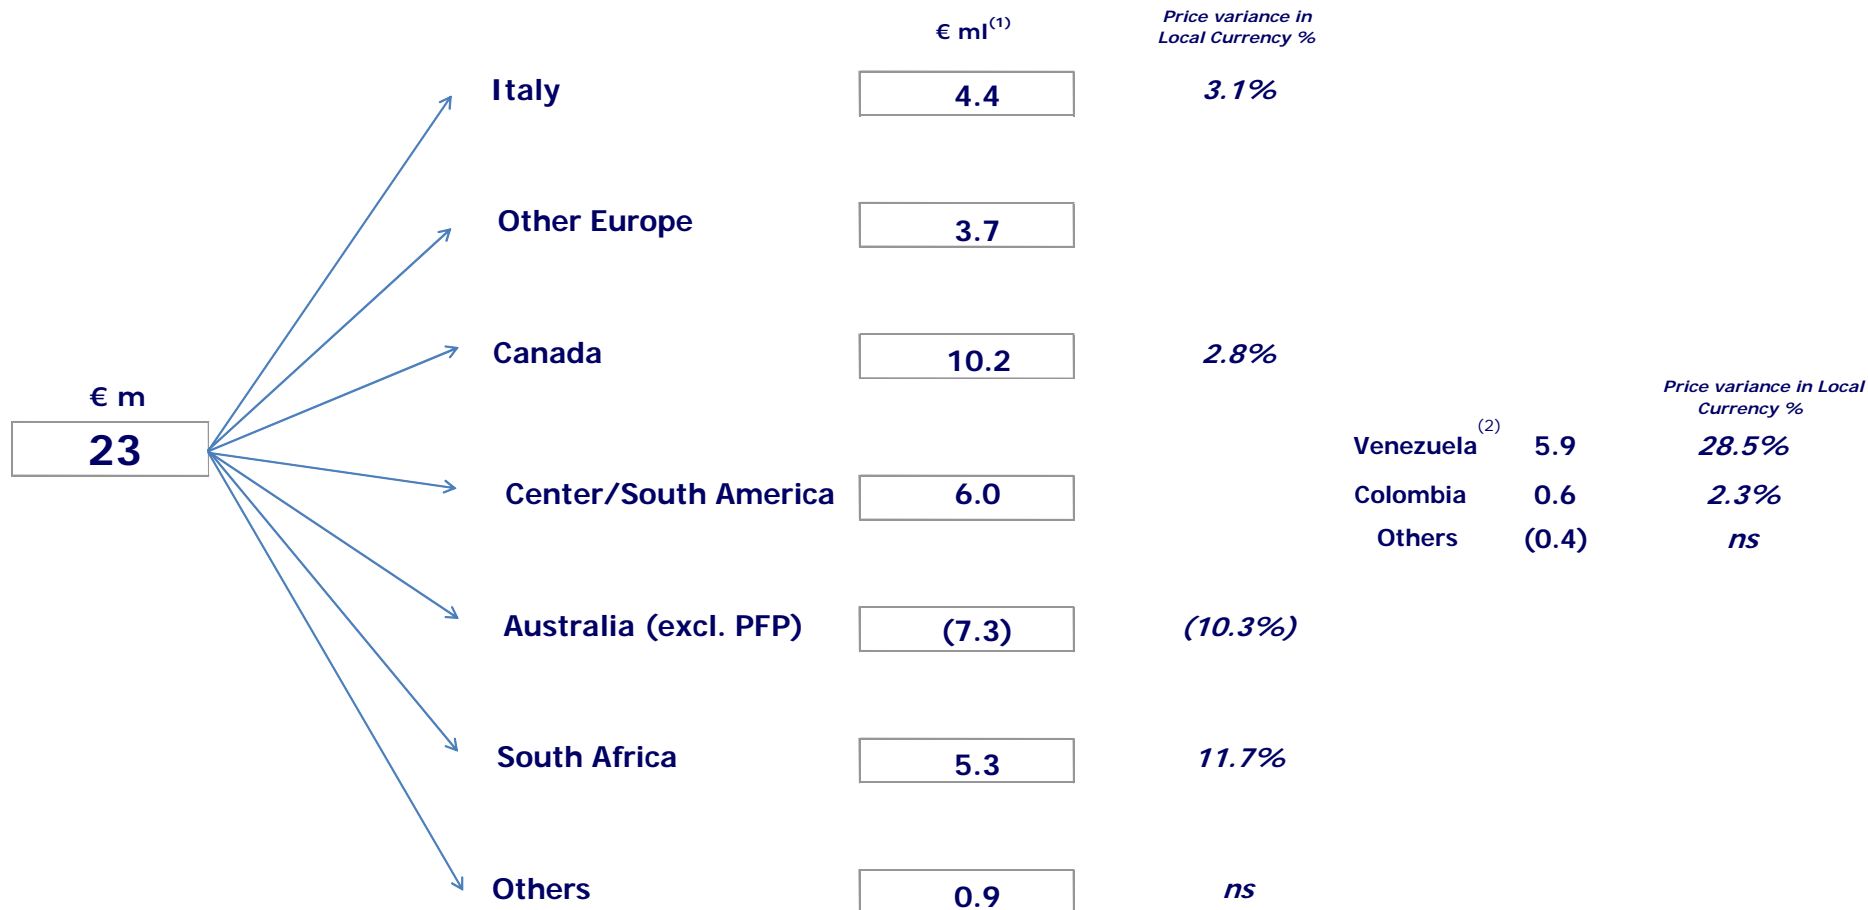 € ml(1)
Price variance in
Local Currency %
Italy 4.4 3.1%
Other Europe 3.7
Canada 10.2 2.8%
€ m
23
Price variance in Local
Currency %
Venezuela(2) 5.9 28.5%
Center/South America 6.0
Colombia 0.6 2.3%
Others (0.4) ns
Australia (excl. PFP) (7.3) (10.3%)
South Africa 5.3 11.7%
Others 0.9 ns